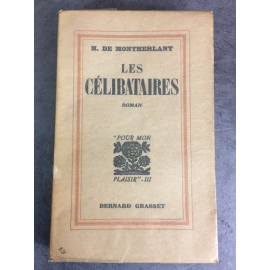 H. DE MONTHERLANT
LES
CÉLIBATAIRES
ROMAN
"POUR MON
PLAISIR"-III
BERNARD GRASSET